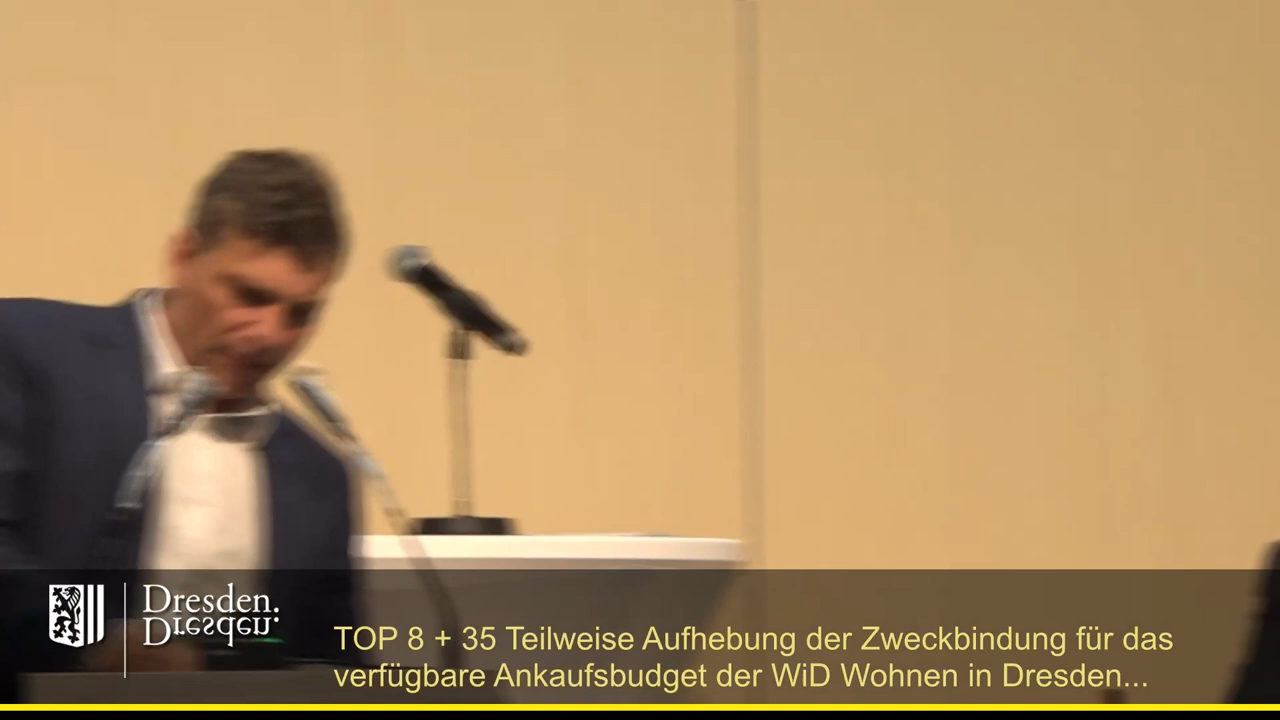 Dresden.
Dresden.
TOP 8 + 35 Teilweise Aufhebung der Zweckbindung für das
verfügbare Ankaufsbudget der WiD Wohnen in Dresden...